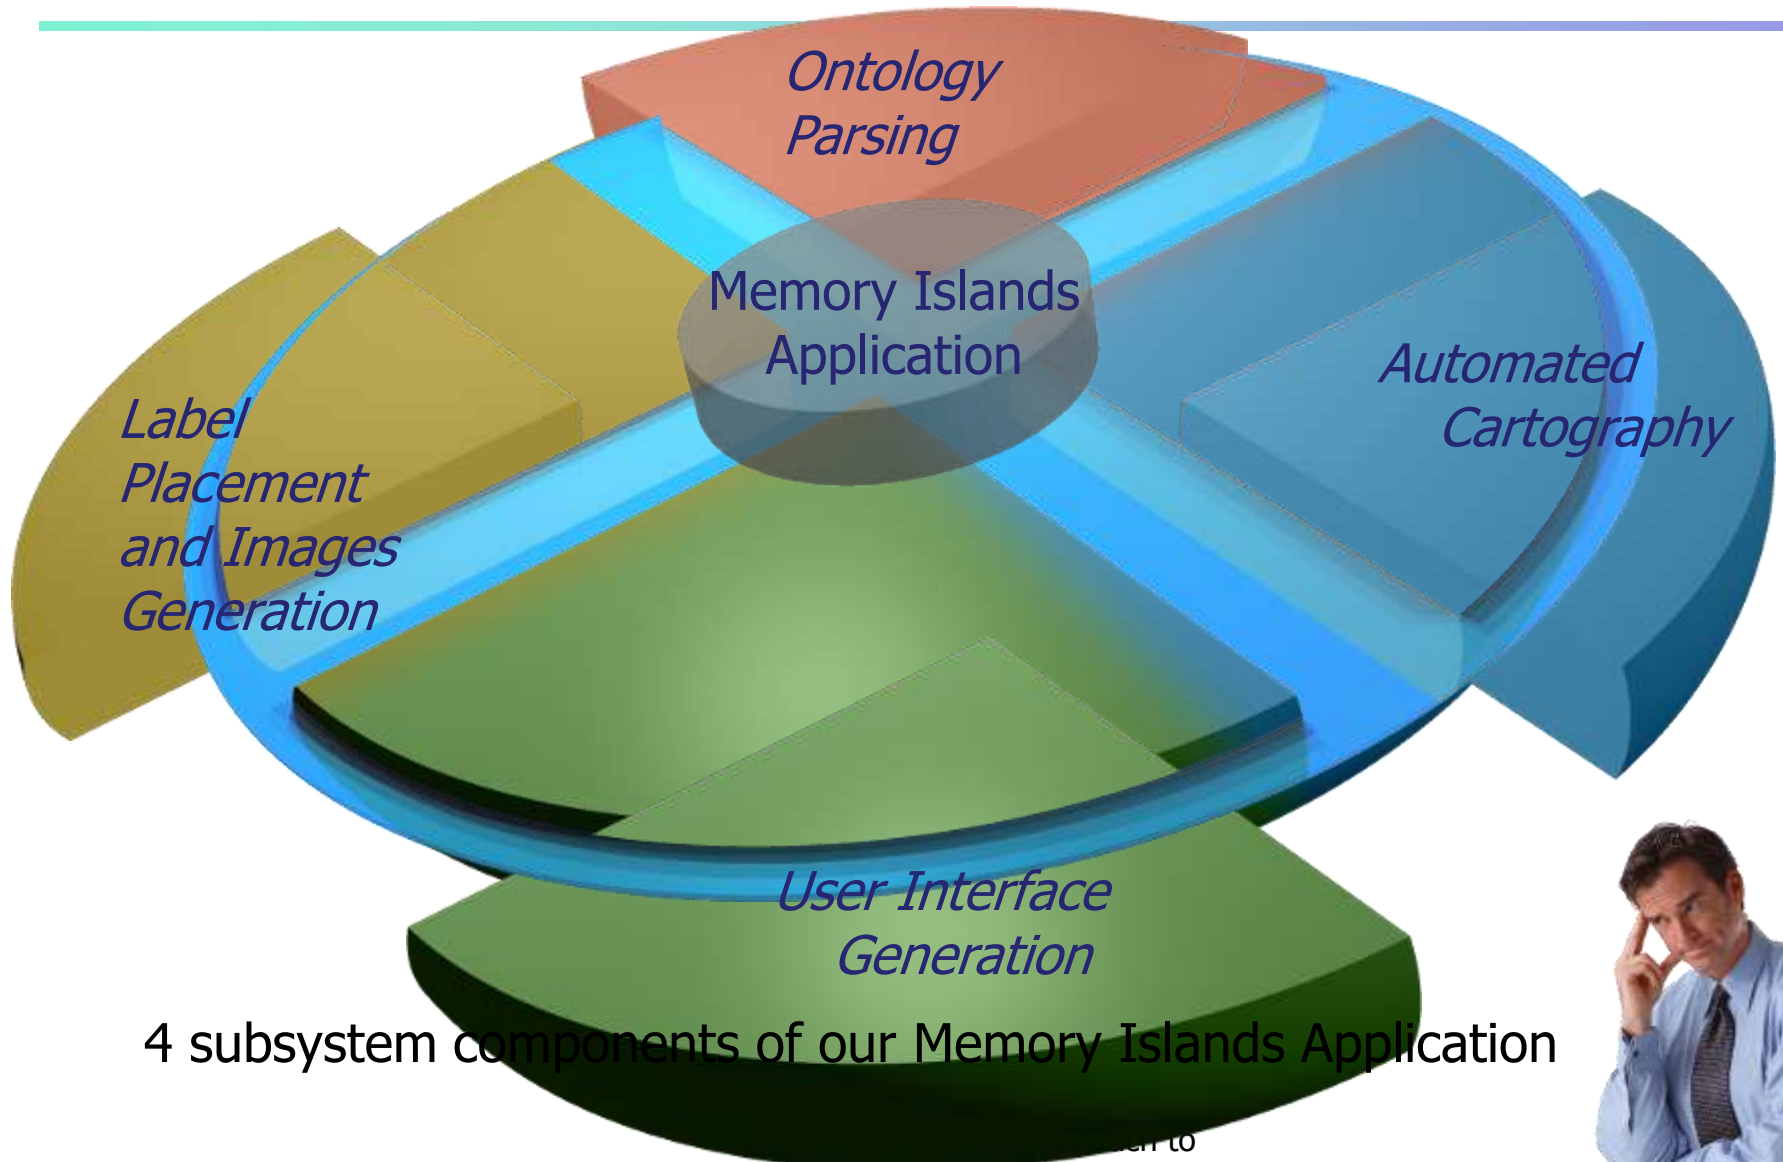 Ontology
Parsing
Memory Islands
Application
Automated
Cartography
Label
Placement
and Images
Generation
User Interface
Generation
4 subsystem components of our Memory Islands Application
to